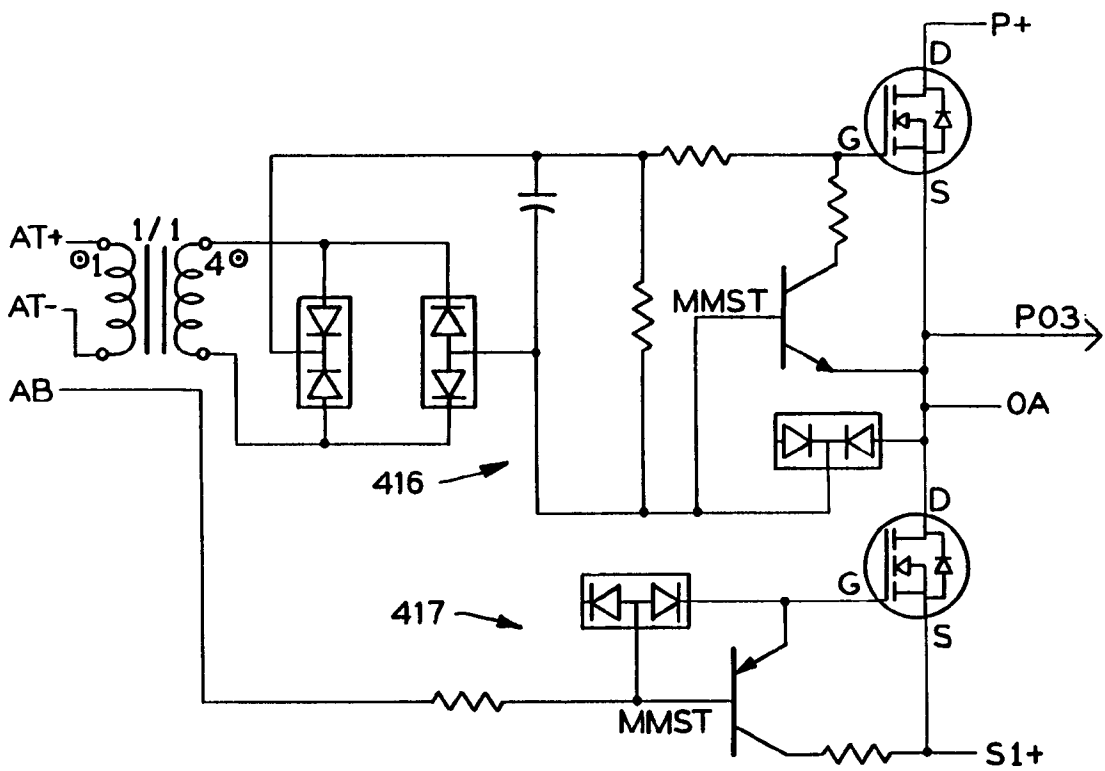 P+
D
G
S
1/1
AT+
⊙1
4⊙
AT-
MMST
P03
AB
0A
416
D
G
417
S
MMST
S1+